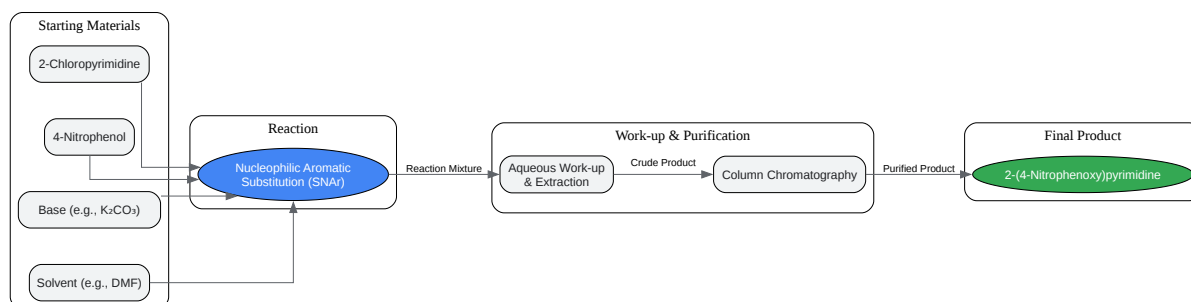 Starting Materials
2-Chloropyrimidine
4-Nitrophenol
Base (e.g., K₂CO₃)
Solvent (e.g., DMF)
Reaction
Nucleophilic Aromatic
Substitution (SNAr)
Reaction Mixture
Work-up & Purification
Aqueous Work-up
& Extraction
Crude Product
Column Chromatography
Purified Product
Final Product
2-(4-Nitrophenoxy)pyrimidine